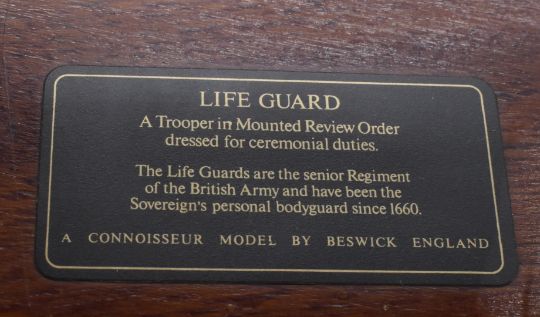 LIFE GUARD
A Trooper in Mounted Review Order
dressed for ceremonial duties.
The Life Guards are the senior Regiment
of the British Army and have been the
Sovereign's personal bodyguard since 1660.
A CONNOISSEUR MODEL BY BESWICK ENGLAND